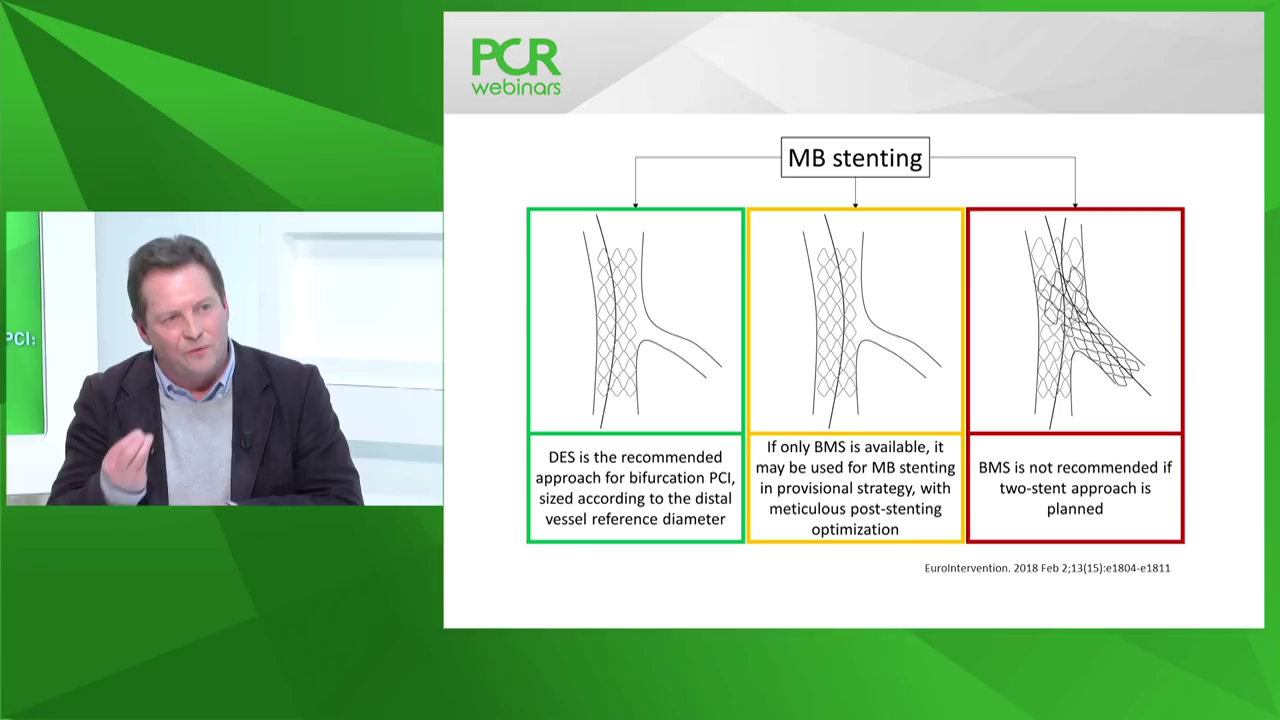 PCR
webinars
MB stenting
DES is the recommended
approach for bifurcation PCI,
sized according to the distal
vessel reference diameter
If only BMS is available, it
may be used for MB stenting
in provisional strategy, with
meticulous post-stenting
optimization
BMS is not recommended if
two-stent approach is
planned
EuroIntervention. 2018 Feb 2;13(15):e1804-e1811
PCI: